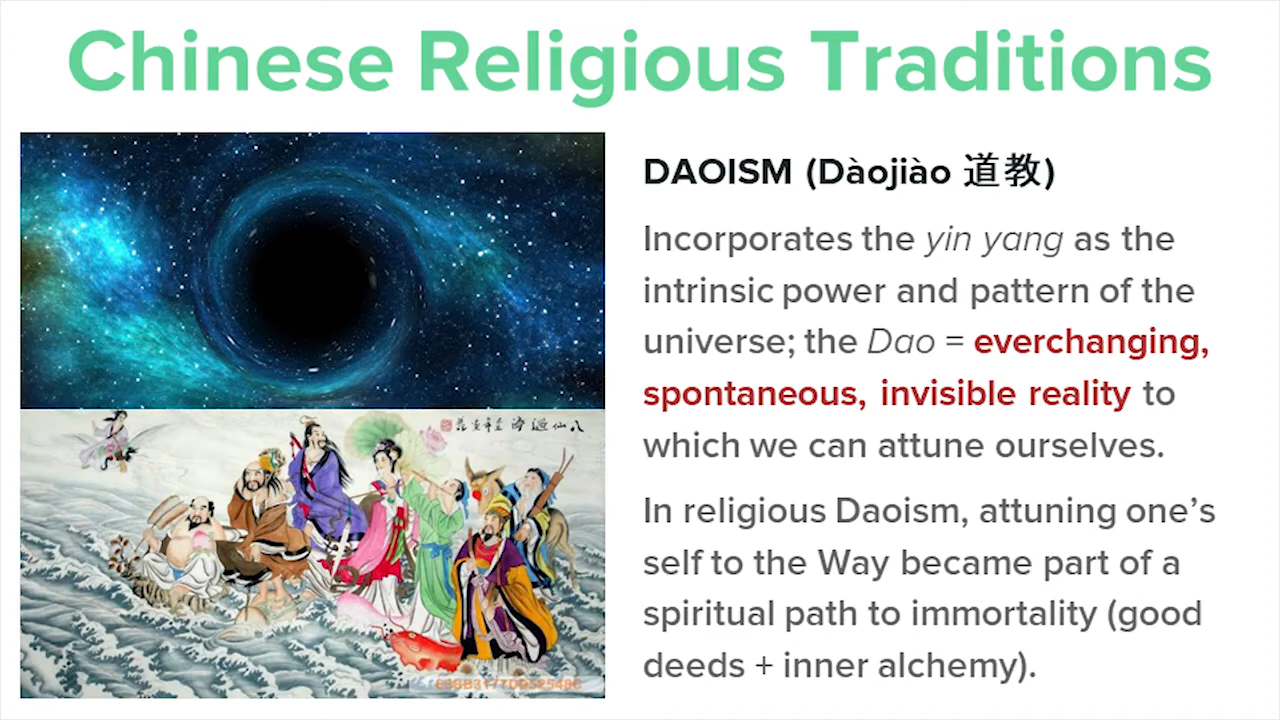 Chinese Religious Traditions
DAOISM (Dàojiào 道教)
Incorporates the yin yang as the
intrinsic power and pattern of the
universe; the Dao = everchanging,
spontaneous, invisible reality to
which we can attune ourselves.
In religious Daoism, attuning one’s
self to the Way became part of a
spiritual path to immortality (good
deeds + inner alchemy).
八仙過海